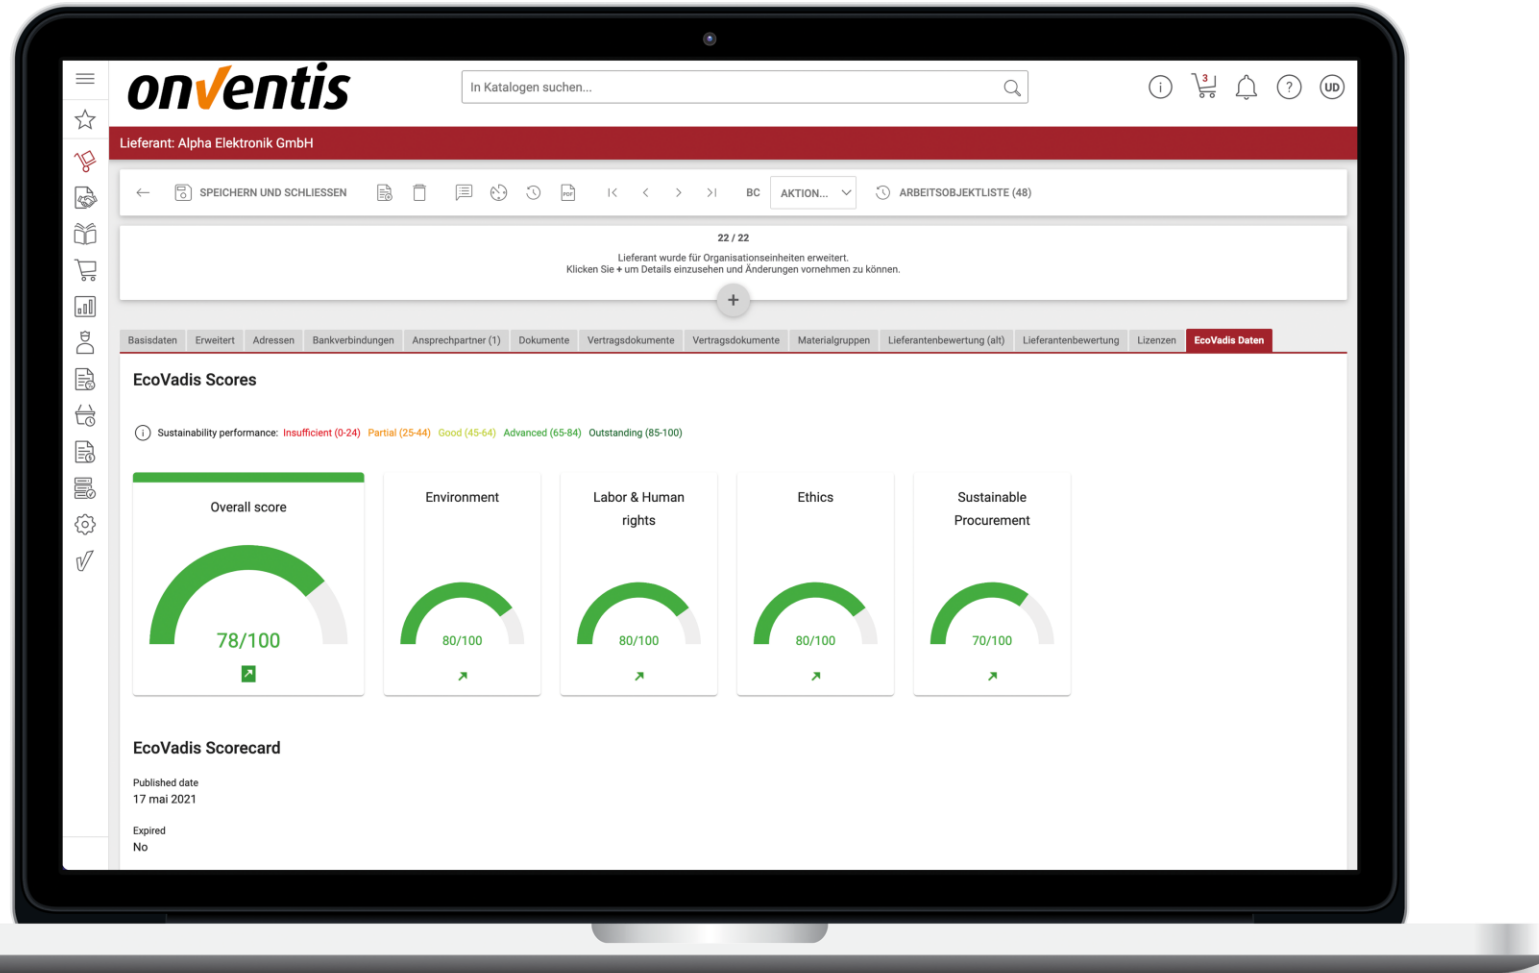 onventis
In Katalogen suchen...
3
UD
Lieferant: Alpha Elektronik GmbH
SPEICHERN UND SCHLIESSEN
PDF
BC
AKTION...
ARBEITSOBJEKTLISTE (48)
22 / 22
Lieferant wurde für Organisationseinheiten erweitert.
Klicken Sie + um Details einzusehen und Änderungen vornehmen zu können.
+
Basisdaten Erweitert Adressen Bankverbindungen Ansprechpartner (1) Dokumente Vertragsdokumente Vertragsdokumente Materialgruppen Lieferantenbewertung (alt) Lieferantenbewertung Lizenzen EcoVadis Daten
EcoVadis Scores
Sustainability performance: Insufficient (0-24) Partial (25-44) Good (45-64) Advanced (65-84) Outstanding (85-100)
Overall score
78/100
Environment
80/100
Labor & Human
rights
80/100
Ethics
80/100
Sustainable
Procurement
70/100
EcoVadis Scorecard
Published date
17 mai 2021
Expired
No